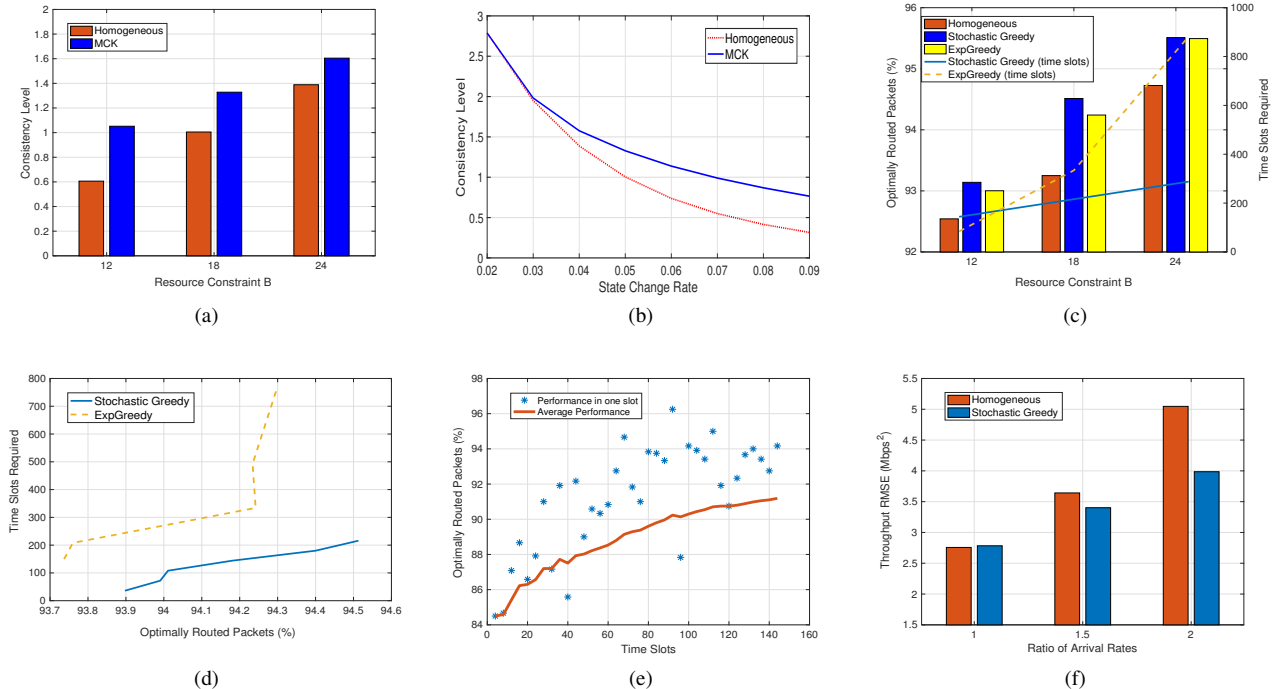 2
1.8
1.6
1.4
1.2
1
0.8
0.6
0.4
0.2
0
Consistency Level
Homogeneous
MCK
12 18 24
Resource Constraint B
(a)
3
2.5
2
1.5
1
0.5
0
Consistency Level
Homogeneous
MCK
0.02 0.03 0.04 0.05 0.06 0.07 0.08 0.09
State Change Rate
(b)
96
95
94
93
92
Optimally Routed Packets (%)
Homogeneous
Stochastic Greedy
ExpGreedy
Stochastic Greedy (time slots)
ExpGreedy (time slots)
1000
800
600
400
200
0
Time Slots Required
12 18 24
Resource Constraint B
(c)
800
700
600
500
400
300
200
100
0
Time Slots Required
Stochastic Greedy
ExpGreedy
93.7 93.8 93.9 94 94.1 94.2 94.3 94.4 94.5 94.6
Optimally Routed Packets (%)
(d)
98
96
94
92
90
88
86
84
Optimally Routed Packets (%)
Performance in one slot
Average Performance
0 20 40 60 80 100 120 140 160
Time Slots
(e)
5.5
5
4.5
4
3.5
3
2.5
2
1.5
Throughput RMSE (Mbps²)
Homogeneous
Stochastic Greedy
1 1.5 2
Ratio of Arrival Rates
(f)